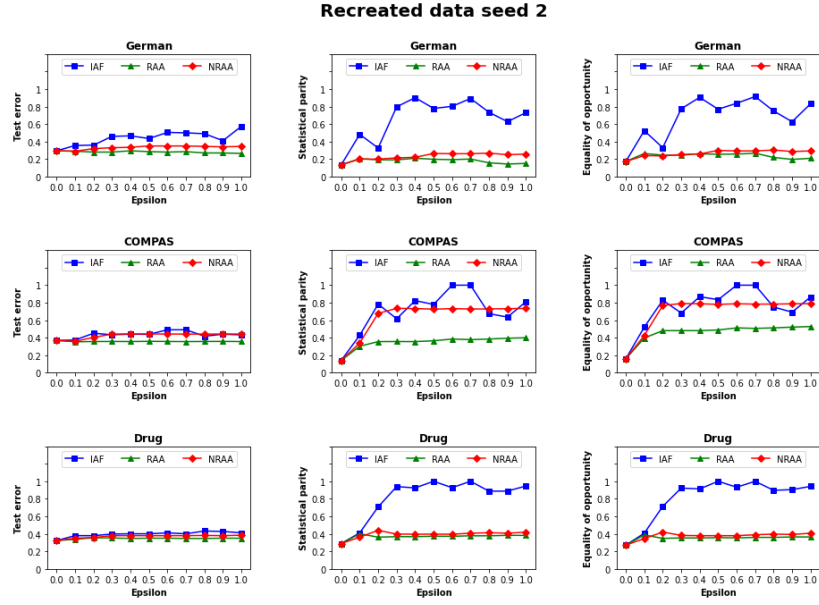 Recreated data seed 2
German
Test error
IAF RAA NRAA
1
0.8
0.6
0.4
0.2
0
0.0 0.1 0.2 0.3 0.4 0.5 0.6 0.7 0.8 0.9 1.0
Epsilon
German
Statistical parity
IAF RAA NRAA
1
0.8
0.6
0.4
0.2
0
0.0 0.1 0.2 0.3 0.4 0.5 0.6 0.7 0.8 0.9 1.0
Epsilon
German
Equality of opportunity
IAF RAA NRAA
1
0.8
0.6
0.4
0.2
0
0.0 0.1 0.2 0.3 0.4 0.5 0.6 0.7 0.8 0.9 1.0
Epsilon
COMPAS
Test error
IAF RAA NRAA
1
0.8
0.6
0.4
0.2
0
0.0 0.1 0.2 0.3 0.4 0.5 0.6 0.7 0.8 0.9 1.0
Epsilon
COMPAS
Statistical parity
IAF RAA NRAA
1
0.8
0.6
0.4
0.2
0
0.0 0.1 0.2 0.3 0.4 0.5 0.6 0.7 0.8 0.9 1.0
Epsilon
COMPAS
Equality of opportunity
IAF RAA NRAA
1
0.8
0.6
0.4
0.2
0
0.0 0.1 0.2 0.3 0.4 0.5 0.6 0.7 0.8 0.9 1.0
Epsilon
Drug
Test error
IAF RAA NRAA
1
0.8
0.6
0.4
0.2
0
0.0 0.1 0.2 0.3 0.4 0.5 0.6 0.7 0.8 0.9 1.0
Epsilon
Drug
Statistical parity
IAF RAA NRAA
1
0.8
0.6
0.4
0.2
0
0.0 0.1 0.2 0.3 0.4 0.5 0.6 0.7 0.8 0.9 1.0
Epsilon
Drug
Equality of opportunity
IAF RAA NRAA
1
0.8
0.6
0.4
0.2
0
0.0 0.1 0.2 0.3 0.4 0.5 0.6 0.7 0.8 0.9 1.0
Epsilon